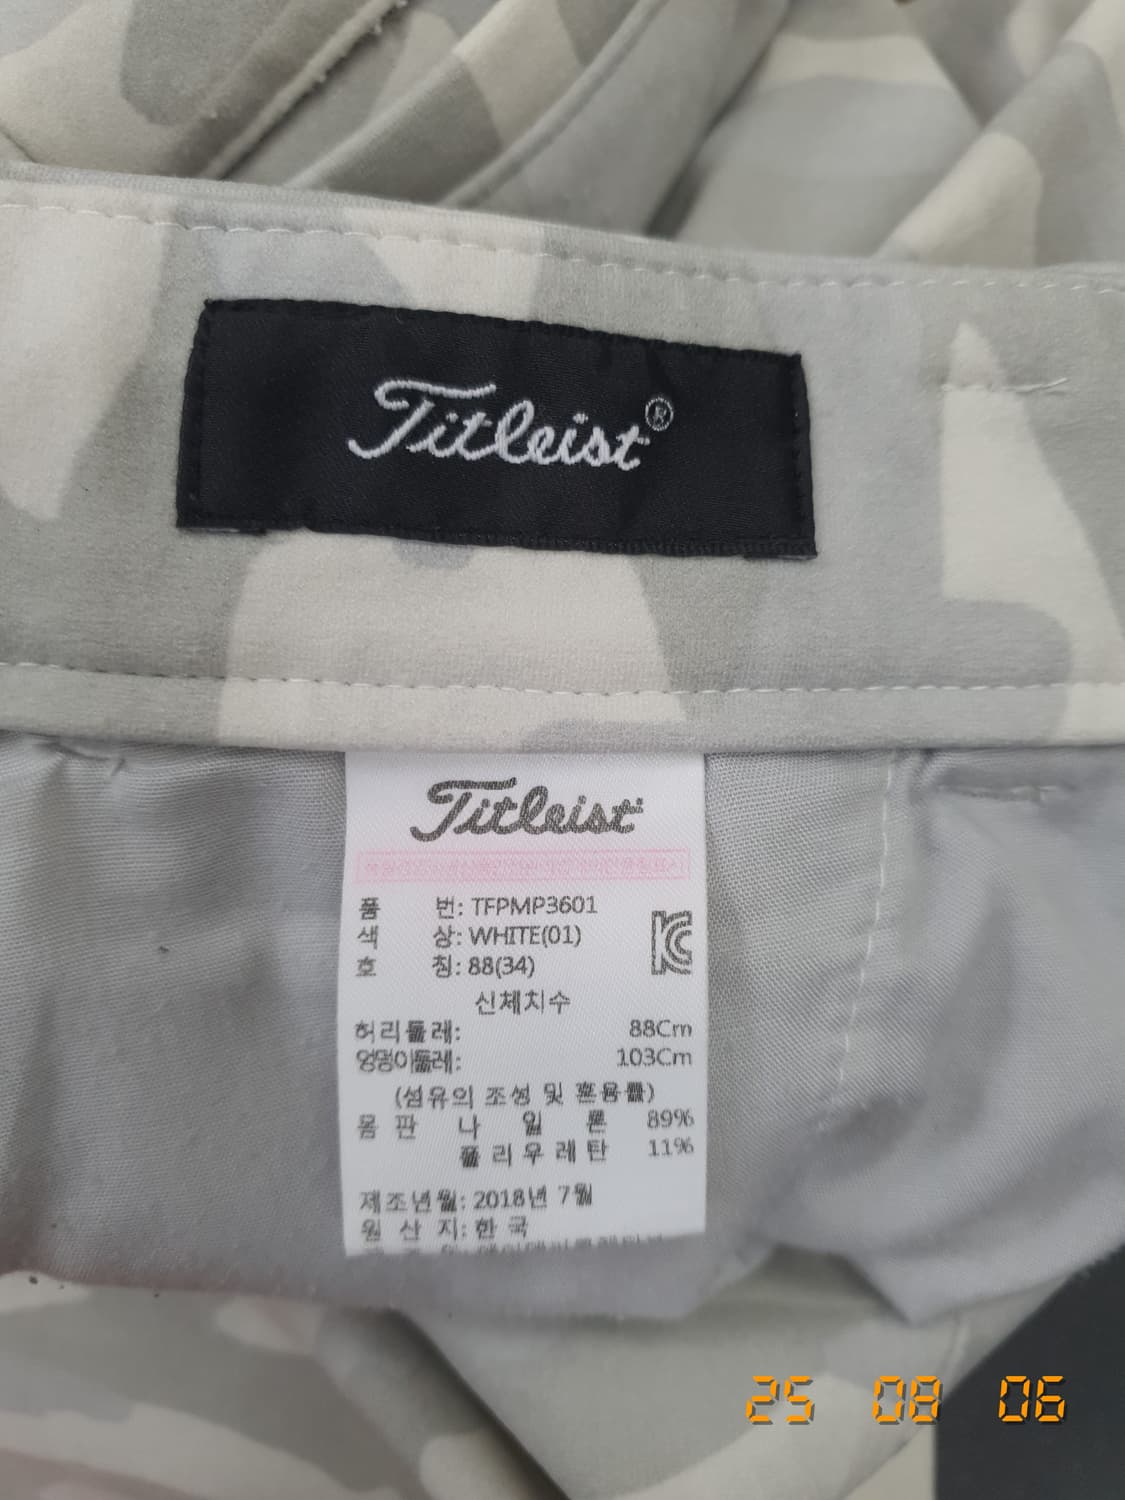 Titleist®
Titleist
품 번: TFPMP3601
색 상: WHITE(01)
호 칭: 88(34)
신체치수
허리둘레: 88Cm
엉덩이둘레: 103Cm
(섬유의 조성 및 혼용률)
몸 판 나 일 론 89%
폴 리 우 레 탄 11%
제조년월: 2018년 7월
원 산 지: 한 국
25 08 06